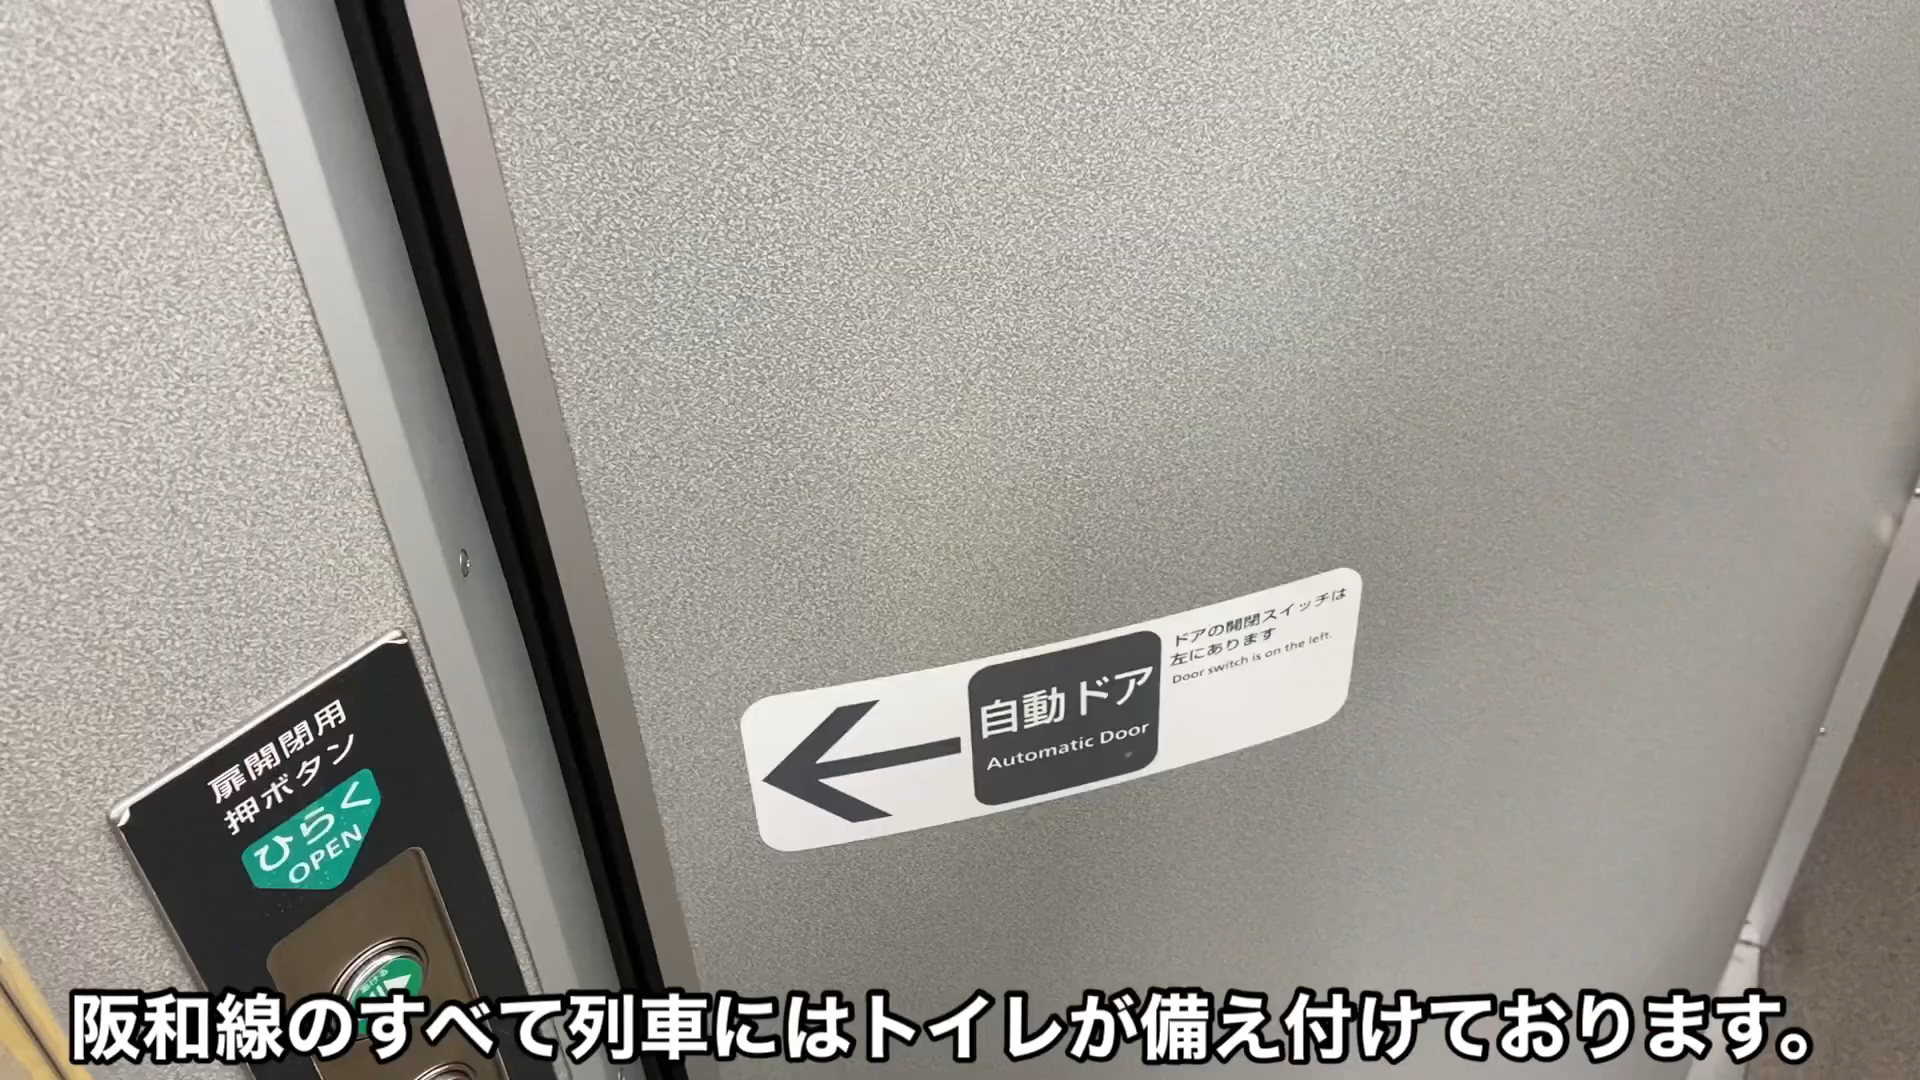 ドアの開閉スイッチは
左にあります
Door switch is on the left.
自動ドア
Automatic Door
扉開閉用
押ボタン
ひらく
OPEN
あける
阪和線のすべて列車にはトイレが備え付けております。